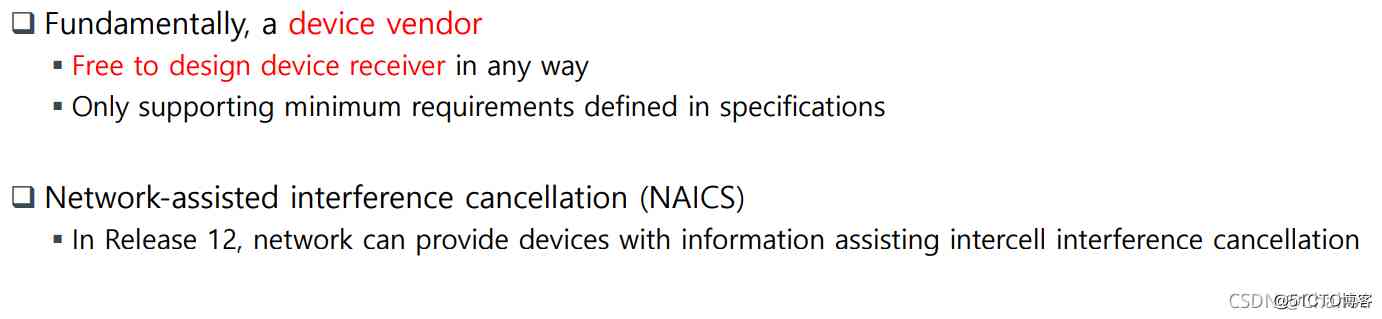 Fundamentally, a device vendor
Free to design device receiver in any way
Only supporting minimum requirements defined in specifications
Network-assisted interference cancellation (NAICS)
In Release 12, network can provide devices with information assisting intercell interference cancellation
CSDN @51CTO博客